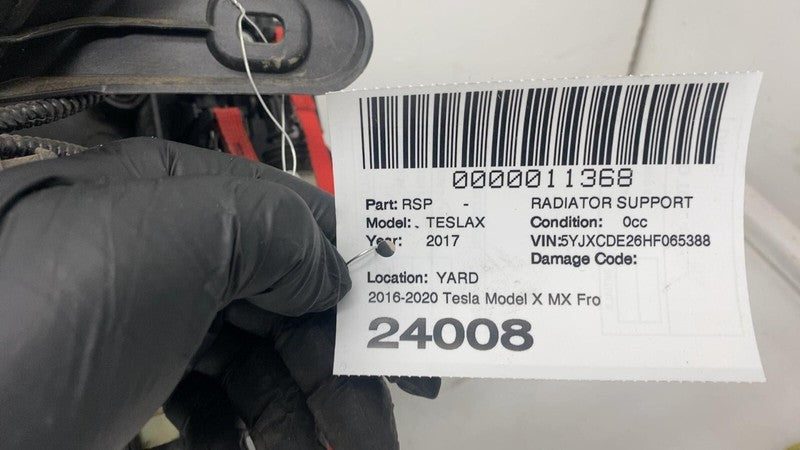 0000011368
Part: RSP - RADIATOR SUPPORT
Model: . TESLAX Condition: 0cc
Year: 2017 VIN:5YJXCDE26HF065388
Damage Code:
Location: YARD
2016-2020 Tesla Model X MX Fro
24008